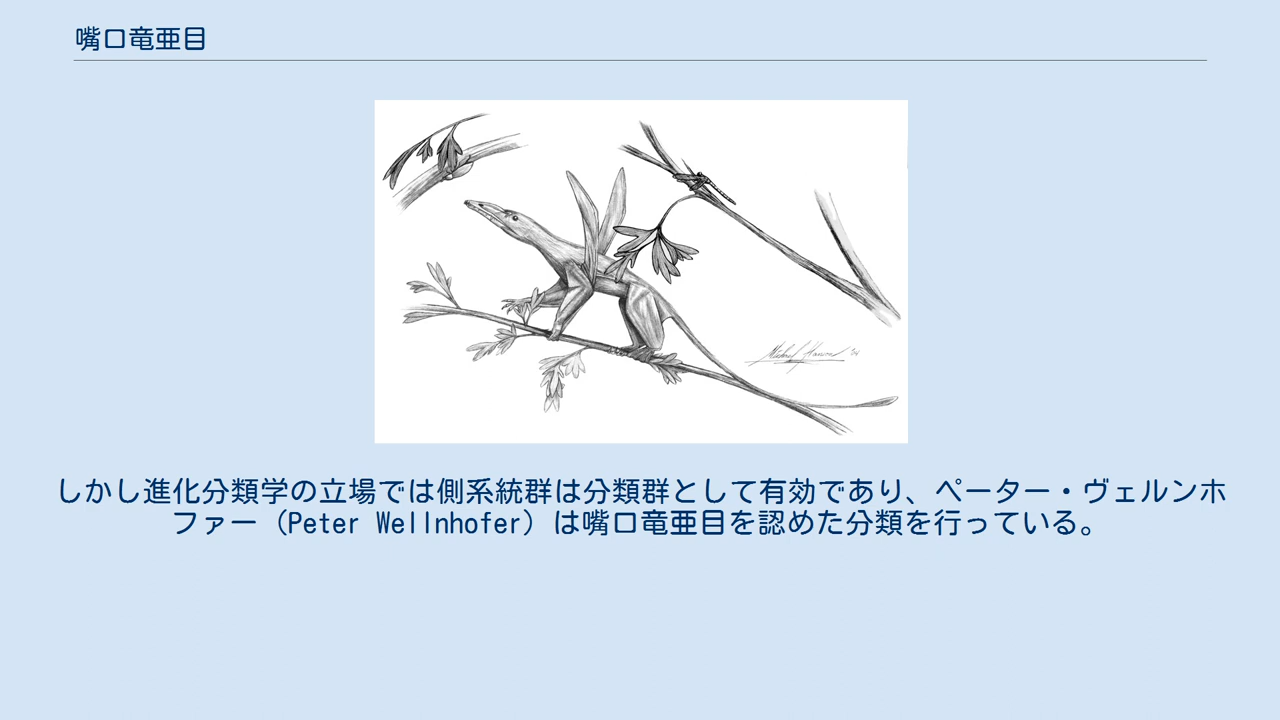 嘴口竜亜目
しかし進化分類学の立場では側系統群は分類群として有効であり、ペーター・ヴェルンホ
ファー（Peter Wellnhofer）は嘴口竜亜目を認めた分類を行っている。